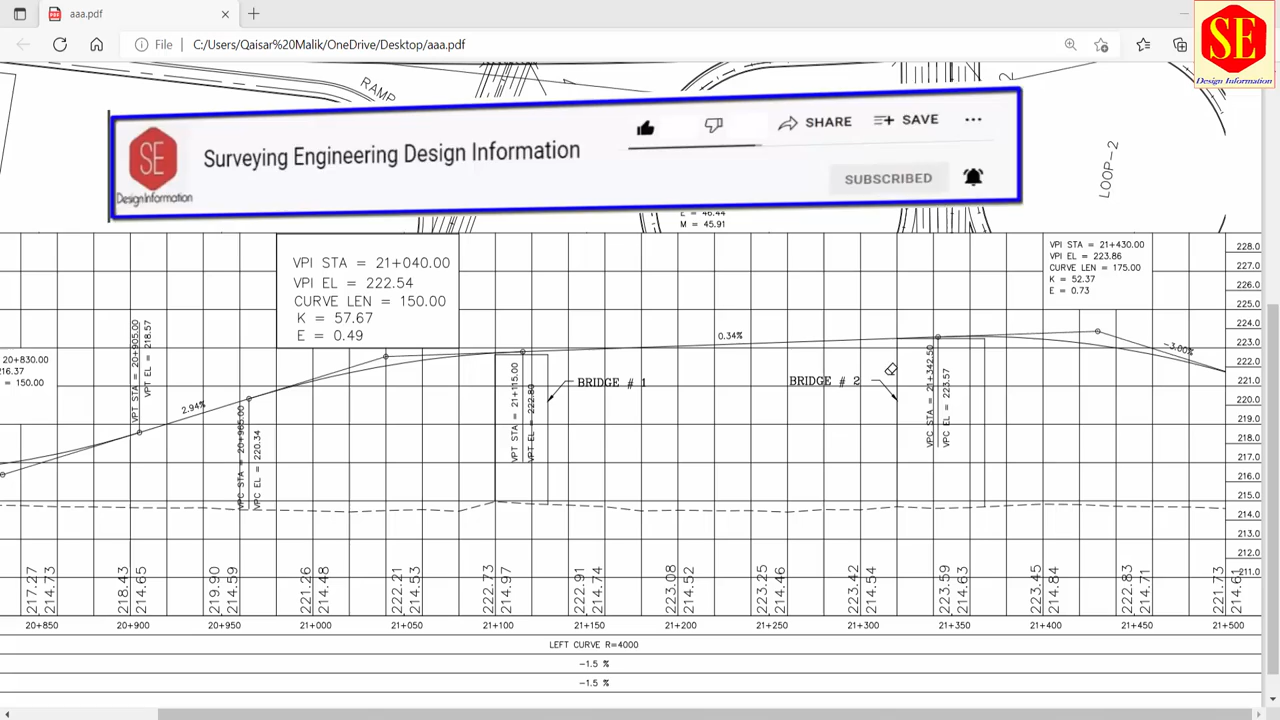 aaa.pdf
File
C:/Users/Qaisar%20Malik/OneDrive/Desktop/aaa.pdf
SE
Design Information
RAMP
LOOP-2
2
SE
DesignInformation
Surveying Engineering Design Information
SHARE
SAVE
SUBSCRIBED
E = 46.44
M = 45.91
VPI STA = 21+040.00
VPI EL = 222.54
CURVE LEN = 150.00
K = 57.67
E = 0.49
VPI STA = 21+430.00
VPI EL = 223.86
CURVE LEN = 175.00
K = 52.37
E = 0.73
20+830.00
216.37
= 150.00
VPT STA = 20+905.00
VPT EL = 218.57
2.94%
VPC STA = 20+965.00
VPC EL = 220.34
VPT STA = 21+115.00
VPT EL = 222.80
BRIDGE # 1
0.34%
BRIDGE # 2
VPC STA = 21+342.50
VPC EL = 223.57
-3.00%
228.0
227.0
226.0
225.0
224.0
223.0
222.0
221.0
220.0
219.0
218.0
217.0
216.0
215.0
214.0
213.0
212.0
211.0
217.27 214.73 218.43 214.65 219.90 214.59 221.26 214.48 222.21 214.53 222.73 214.97 222.91 214.74 223.08 214.52 223.25 214.46 223.42 214.54 223.59 214.63 223.45 214.84 222.83 214.71 221.73
20+850 20+900 20+950 21+000 21+050 21+100 21+150 21+200 21+250 21+300 21+350 21+400 21+450 21+500
LEFT CURVE R=4000
-1.5 %
-1.5 %